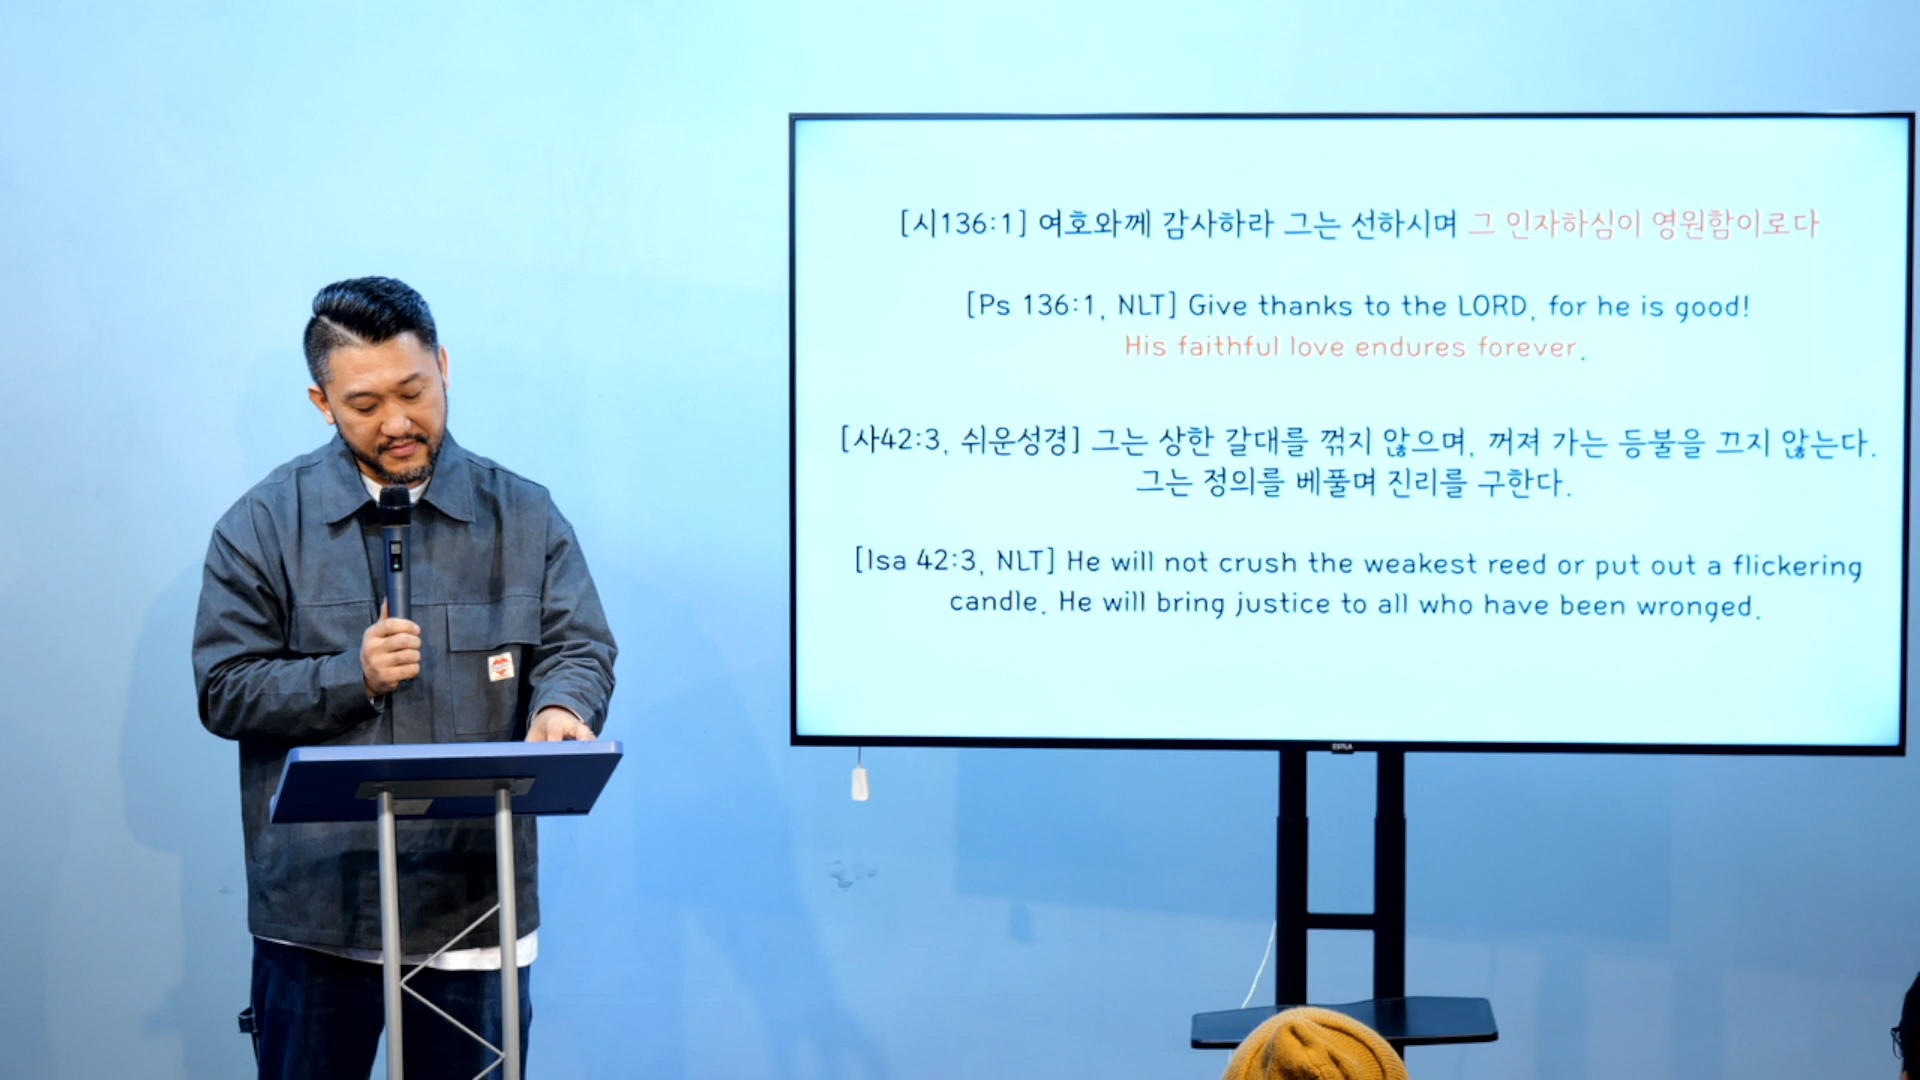 [시136:1] 여호와께 감사하라 그는 선하시며 그 인자하심이 영원함이로다
[Ps 136:1, NLT] Give thanks to the LORD, for he is good!
His faithful love endures forever.
[사42:3, 쉬운성경] 그는 상한 갈대를 꺾지 않으며, 꺼져 가는 등불을 끄지 않는다.
그는 정의를 베풀며 진리를 구한다.
[Isa 42:3, NLT] He will not crush the weakest reed or put out a flickering
candle. He will bring justice to all who have been wronged.